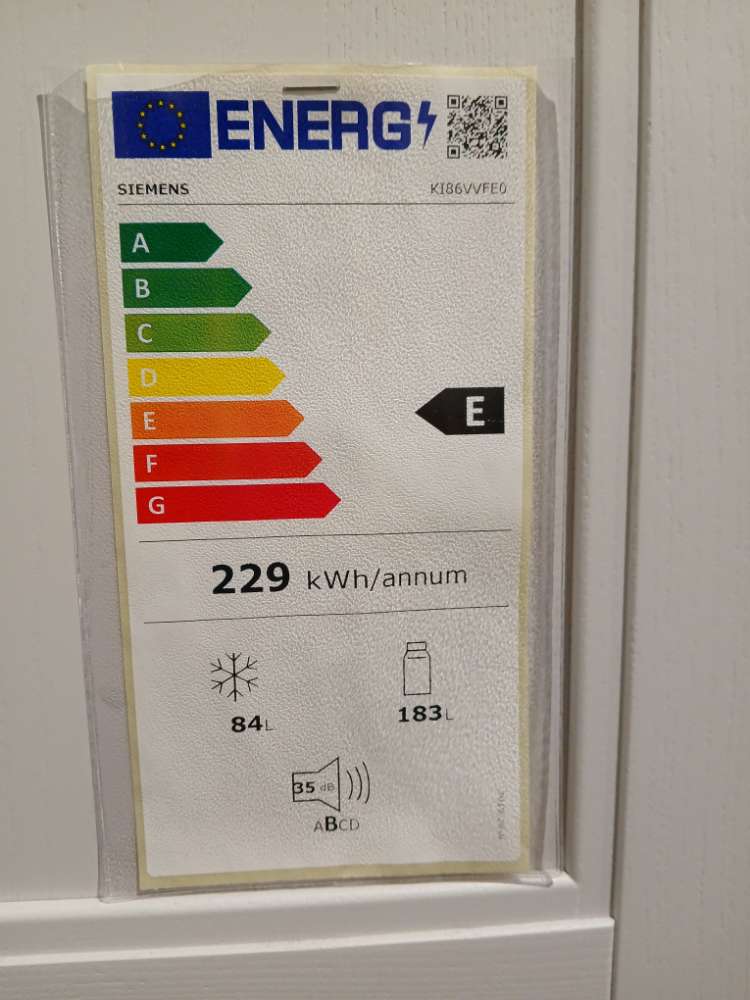 ENERG
SIEMENS KI86VVFE0
A
B
C
D
E
E
F
G
229 kWh/annum
84L 183L
35 dB
ABCD